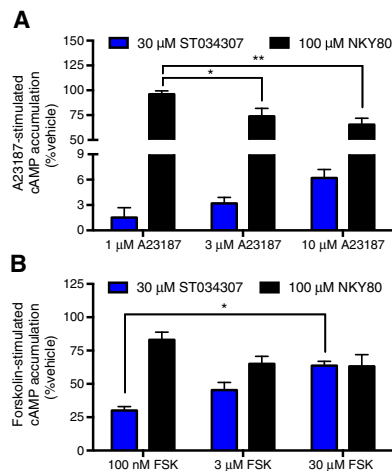 A
30 μM ST034307 100 μM NKY80
A23187-stimulated
cAMP accumulation
(%vehicle)
150
125
100
75
50
9
6
3
0
**
*
1 μM A23187 3 μM A23187 10 μM A23187
B
30 μM ST034307 100 μM NKY80
Forskolin-stimulated
cAMP accumulation
(%vehicle)
125
100
75
50
25
0
*
100 nM FSK 3 μM FSK 30 μM FSK